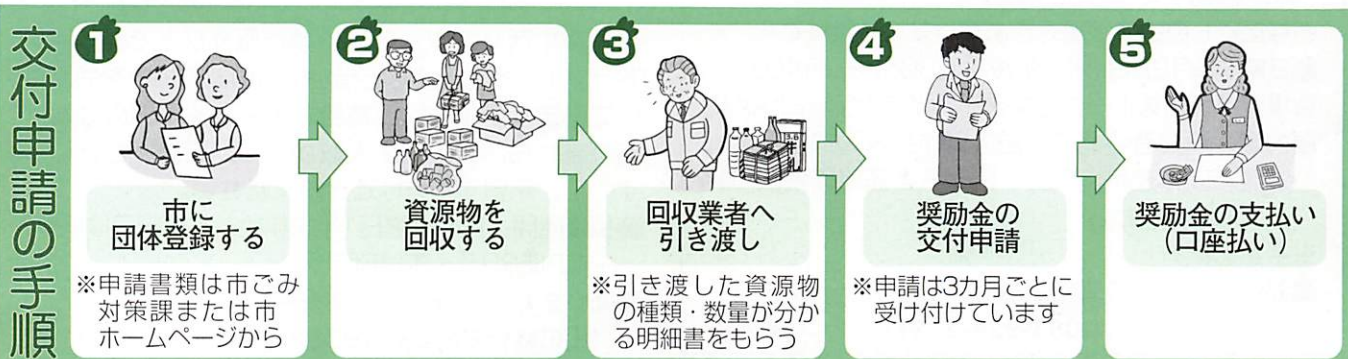 交付申請の手順
1
市に
団体登録する
※申請書類は市ごみ
対策課または市
ホームページから
2
資源物を
回収する
3
回収業者へ
引き渡し
※引き渡した資源物
の種類・数量が分か
る明細書をもらう
4
奨励金の
交付申請
※申請は3カ月ごとに
受け付けています
5
奨励金の支払い
(口座払い)